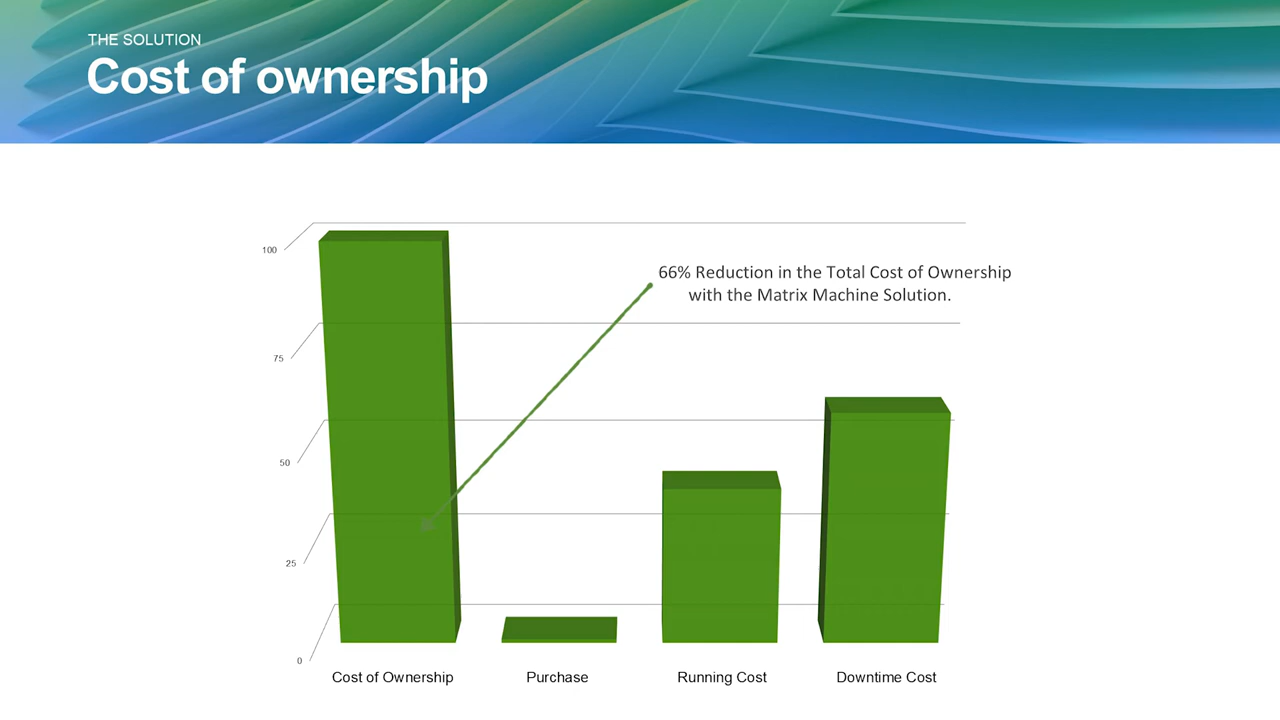 THE SOLUTION
Cost of ownership
100
75
50
25
0
66% Reduction in the Total Cost of Ownership
with the Matrix Machine Solution.
Cost of Ownership
Purchase
Running Cost
Downtime Cost